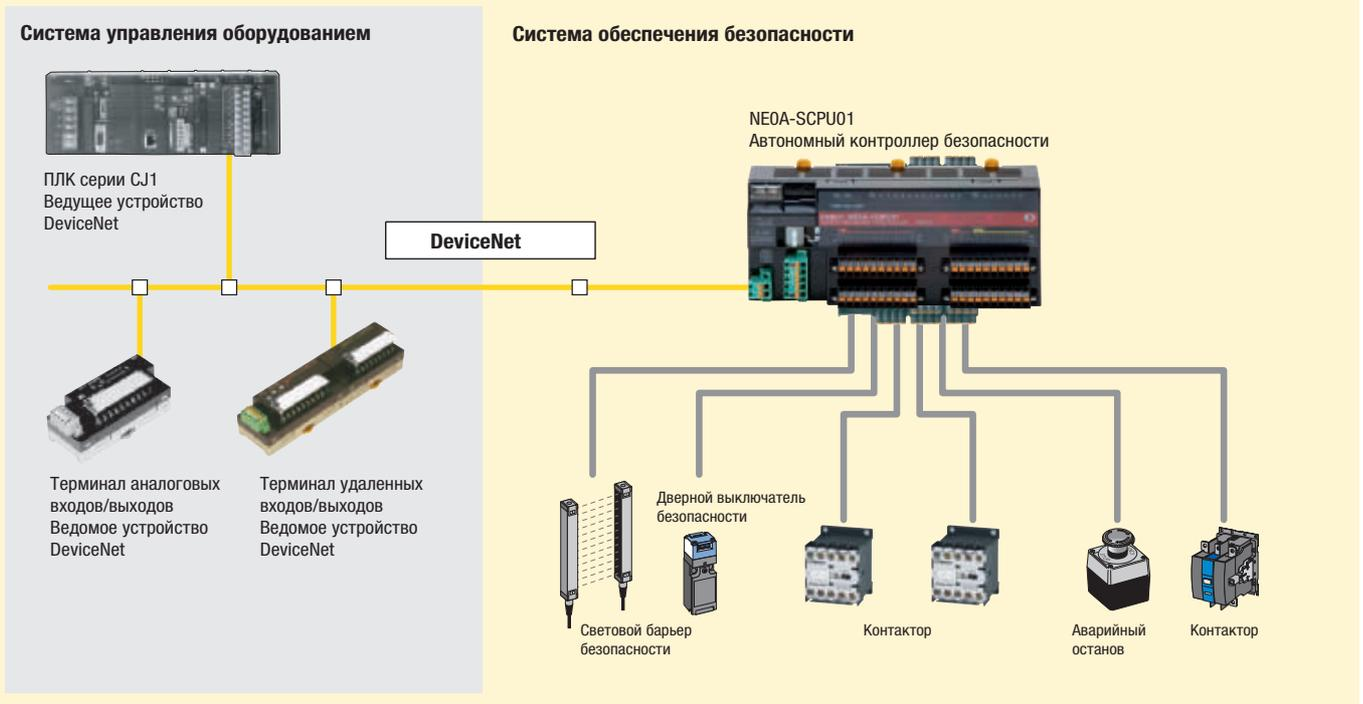 Система управления оборудованием
Система обеспечения безопасности
NE0A-SCPU01
Автономный контроллер безопасности
ПЛК серии CJ1
Ведущее устройство
DeviceNet
DeviceNet
Терминал аналоговых
входов/выходов
Ведомое устройство
DeviceNet
Терминал удаленных
входов/выходов
Ведомое устройство
DeviceNet
Дверной выключатель
безопасности
Световой барьер
безопасности
Контактор
Аварийный
останов
Контактор